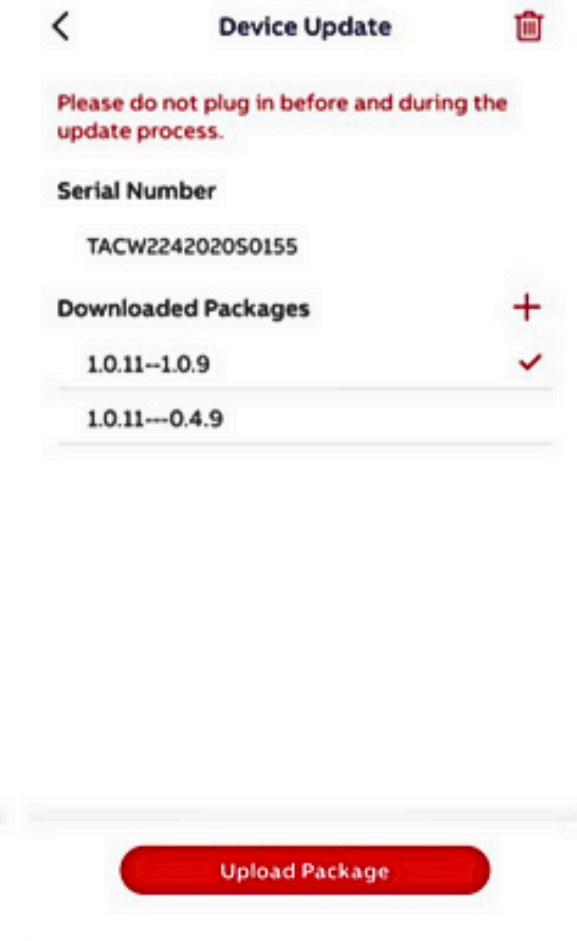 Device Update
Please do not plug in before and during the
update process.
Serial Number
TACW2242020S0155
Downloaded Packages
1.0.11--1.0.9
1.0.11---0.4.9
Upload Package